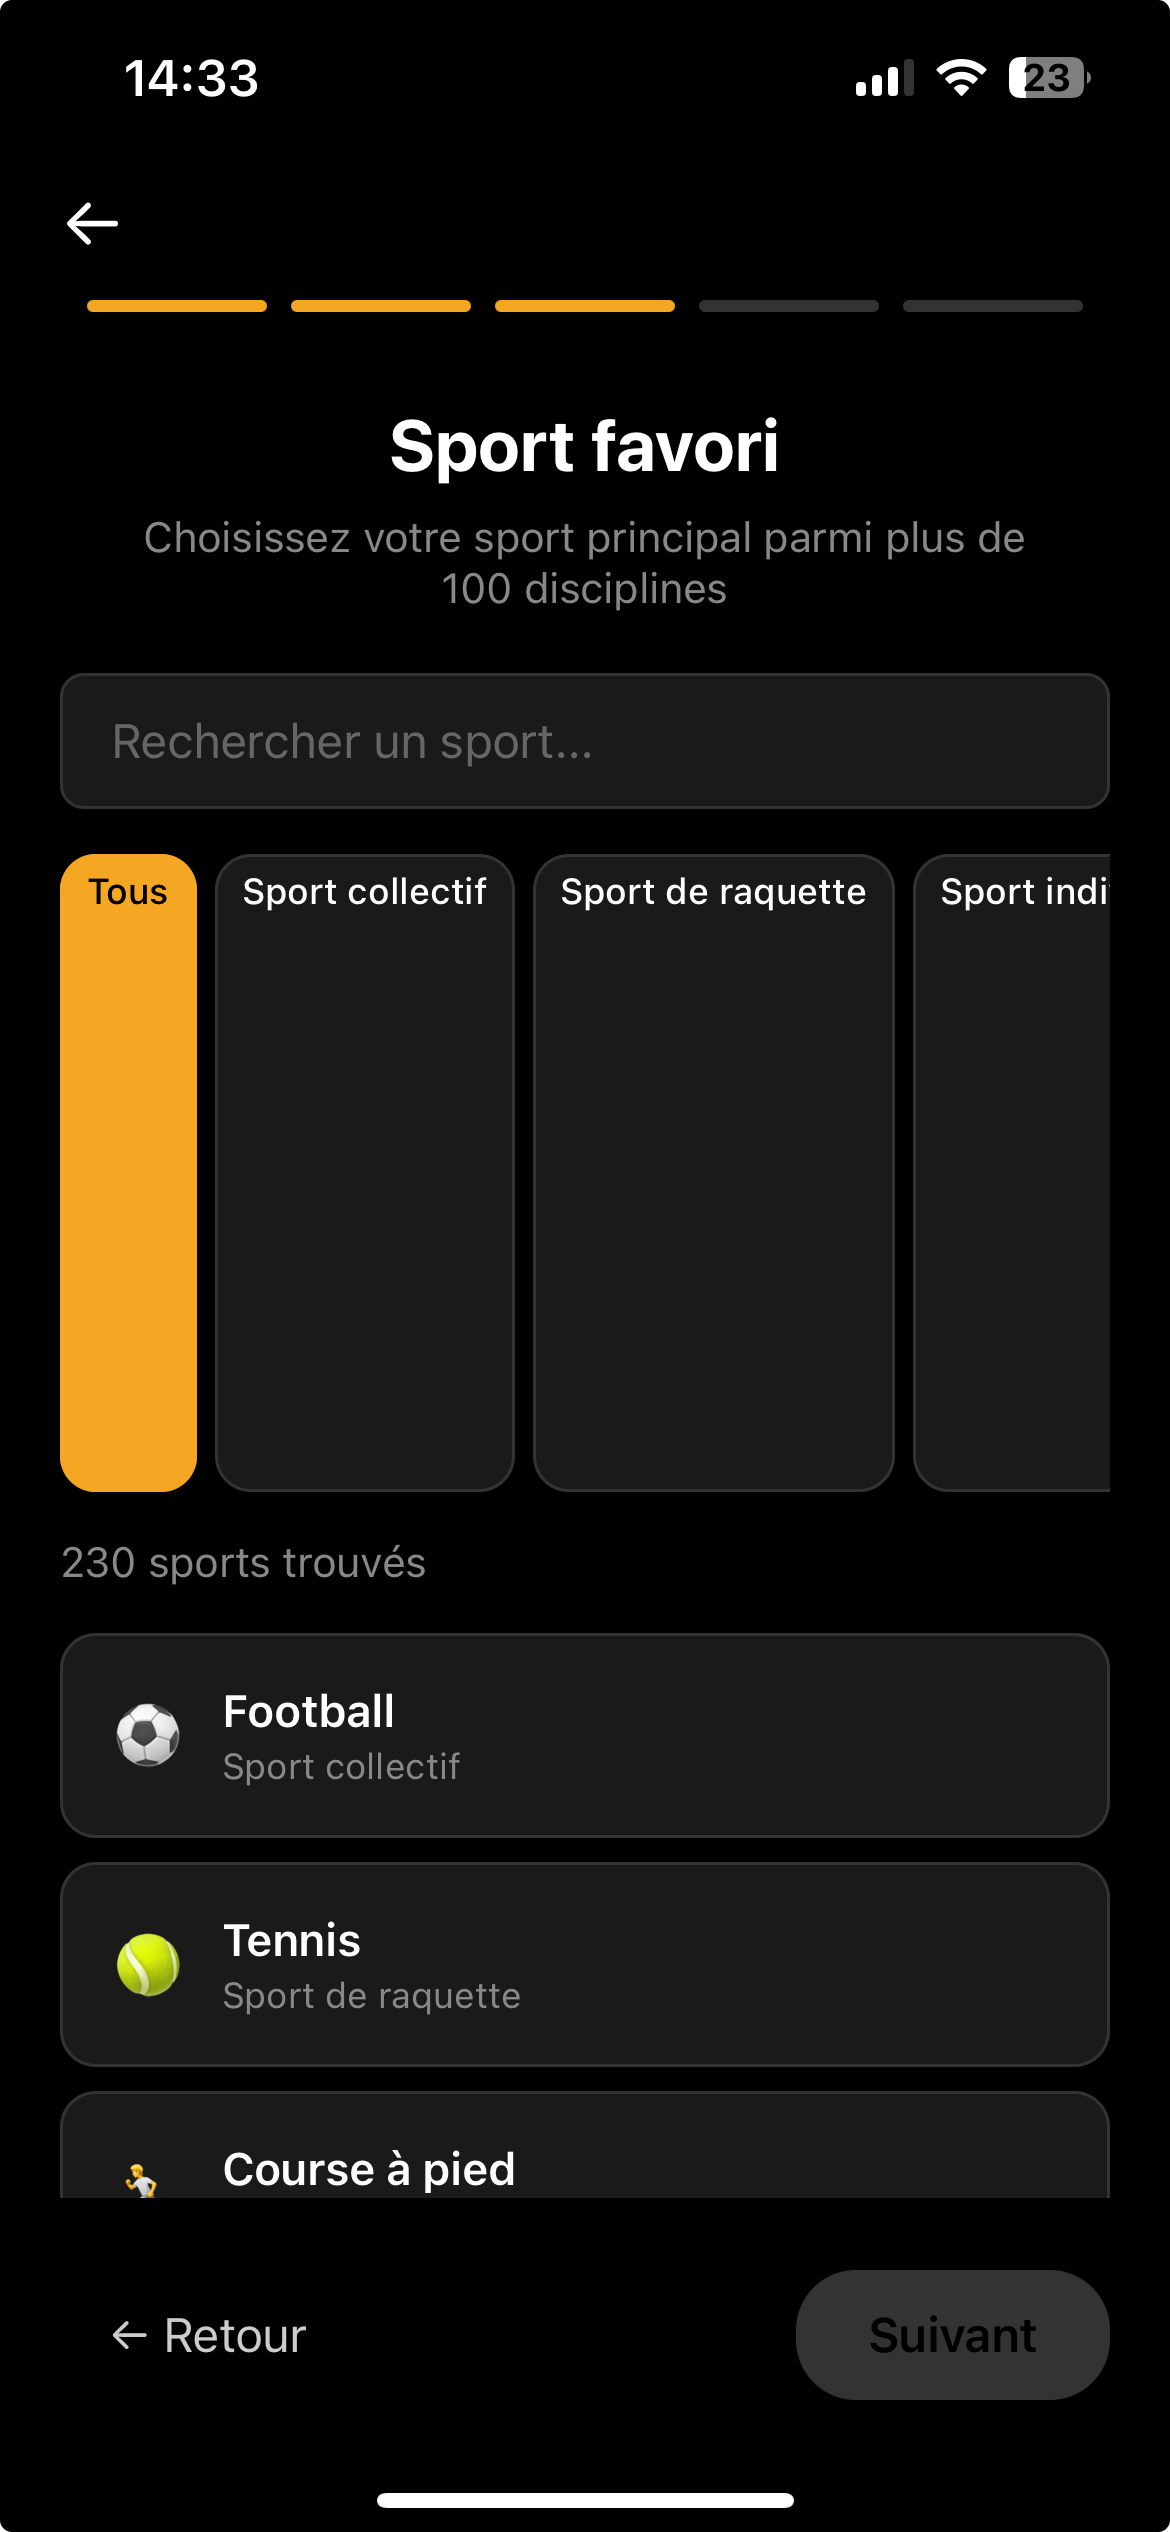 14:33
23
Sport favori
Choisissez votre sport principal parmi plus de
100 disciplines
Rechercher un sport...
Tous
Sport collectif
Sport de raquette
Sport indi
230 sports trouvés
Football
Sport collectif
Tennis
Sport de raquette
Course à pied
← Retour
Suivant